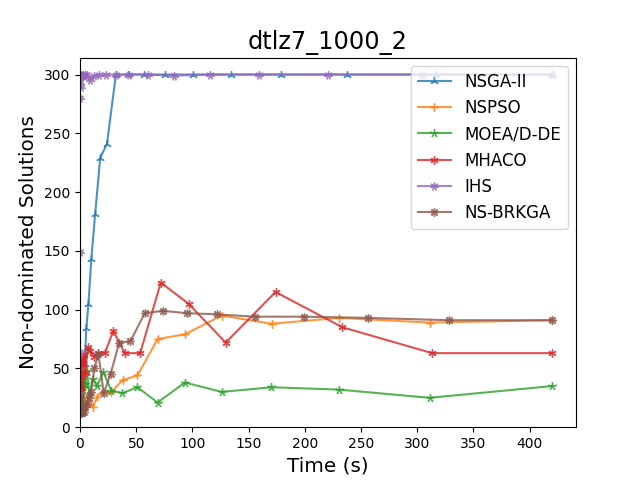 dtlz7_1000_2
Non-dominated Solutions
300
250
200
150
100
50
0
0 50 100 150 200 250 300 350 400
Time (s)
NSGA-II
NSPSO
MOEA/D-DE
MHACO
IHS
NS-BRKGA